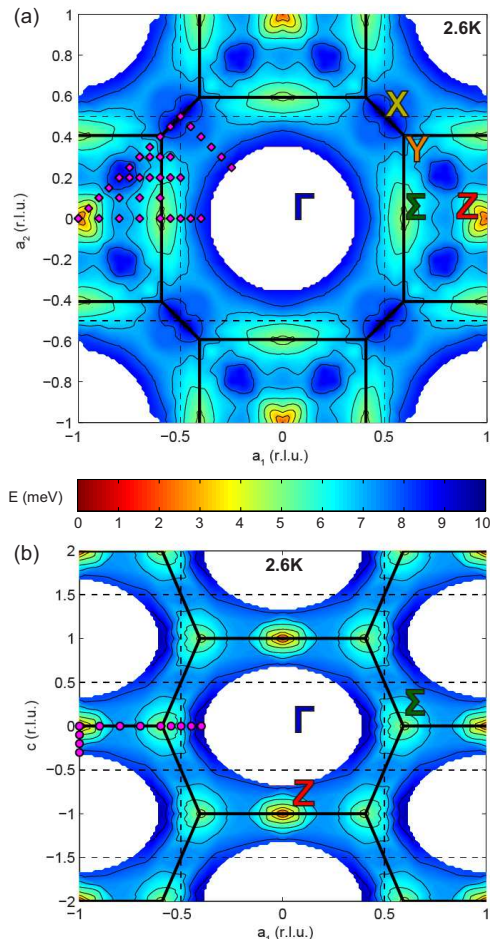 (a)
2.6K
1
0.8
0.6
0.4
0.2
0
−0.2
−0.4
−0.6
−0.8
−1
a₂ (r.l.u.)
X
Y
Γ
Σ
Z
−1
−0.5
0
0.5
1
a₁ (r.l.u.)
E (meV)
0
1
2
3
4
5
6
7
8
9
10
(b)
2.6K
2
1.5
1
0.5
0
−0.5
−1
−1.5
−2
c (r.l.u.)
Γ
Σ
Z
−1
−0.5
0
0.5
1
a₁ (r.l.u.)